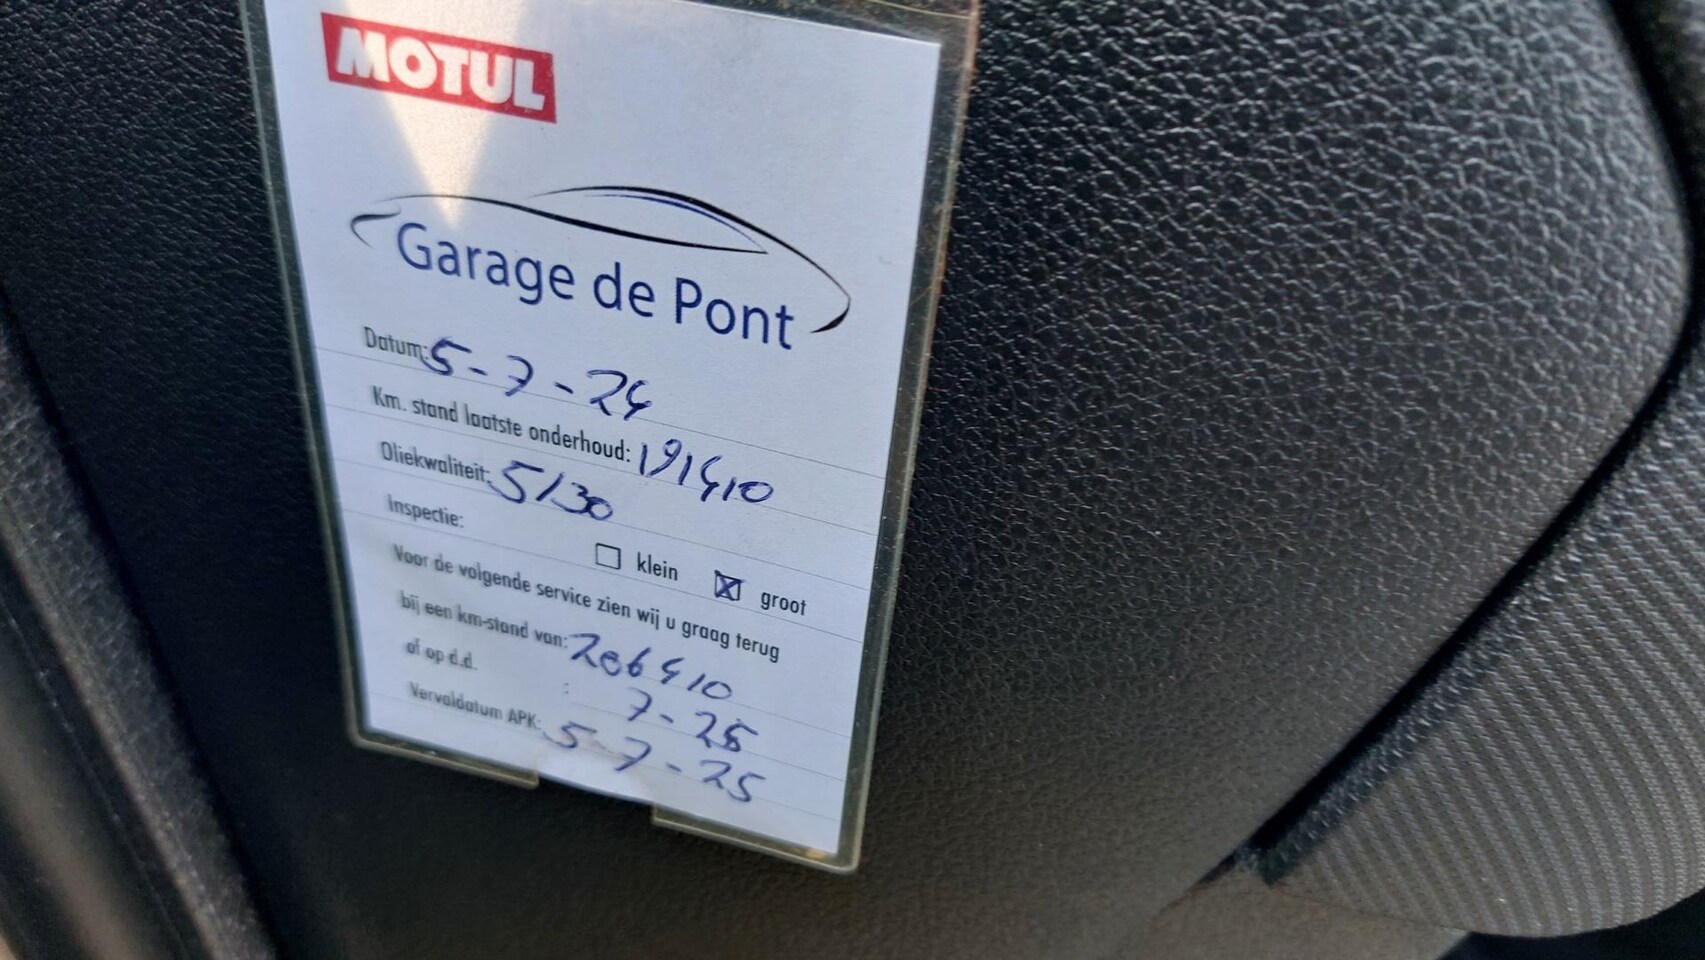 MOTUL
Garage de Pont
Datum: 5-7-24
Km. stand laatste onderhoud: 191410
Oliekwaliteit: 5/30
Inspectie: klein groot
Voor de volgende service zien wij u graag terug
bij een km-stand van: 206410
of op d.d. : 7-25
Vervaldatum APK: 5-7-25